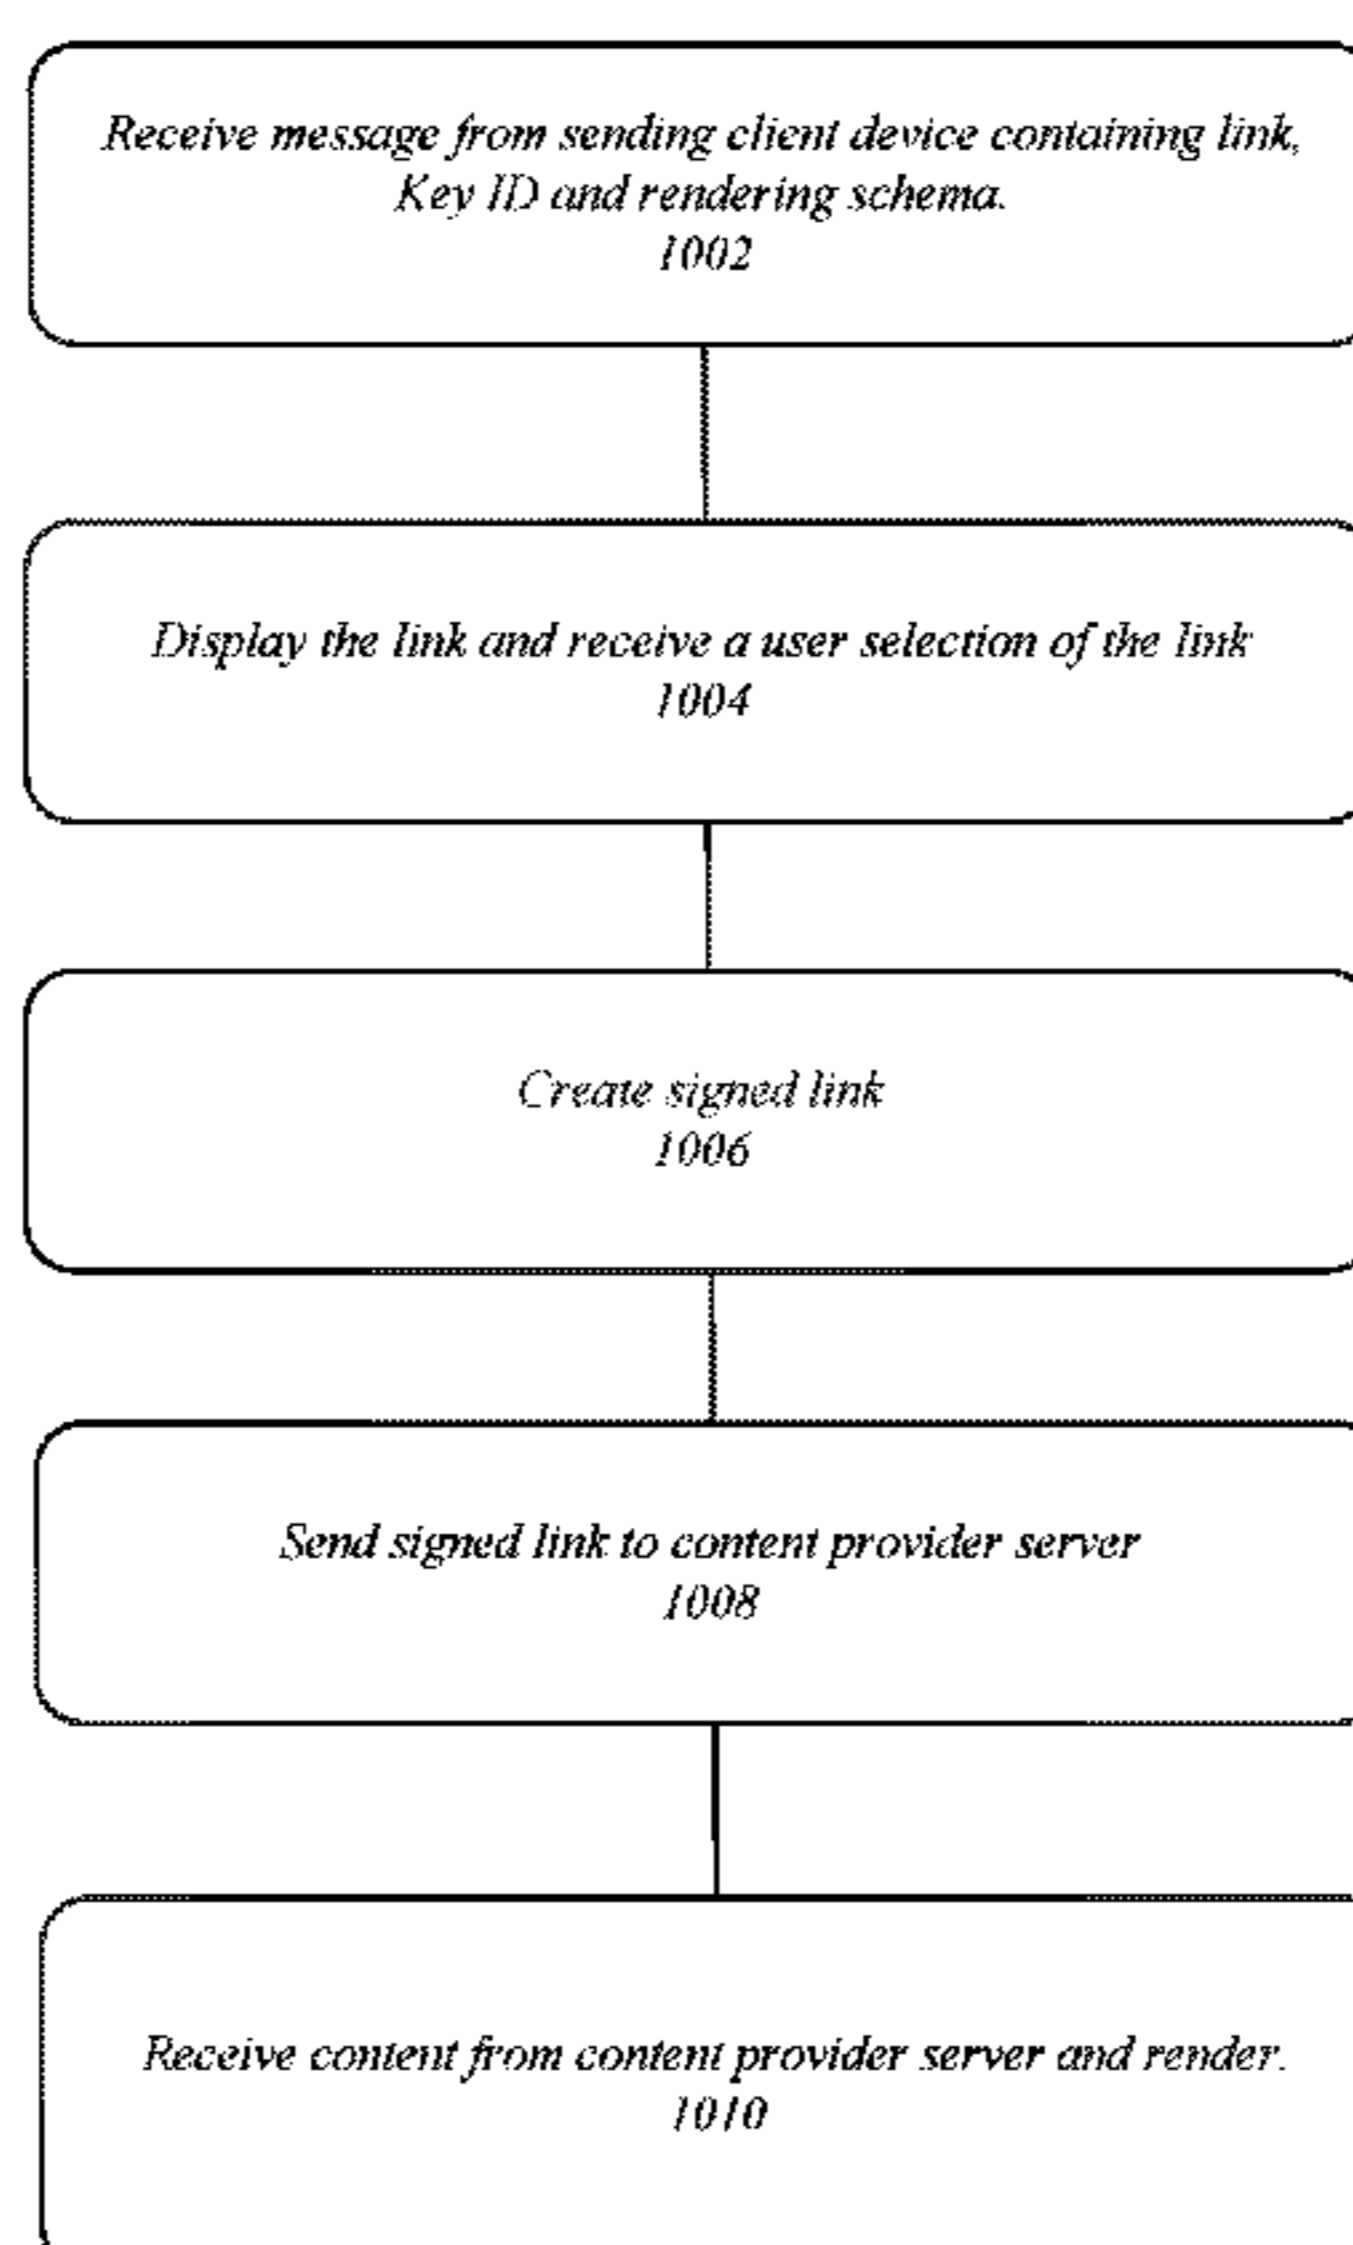 Receive message from sending client device containing link,
Key ID and rendering schema.
1002
Display the link and receive a user selection of the link
1004
Create signed link
1006
Send signed link to content provider server
1008
Receive content from content provider server and render.
1010